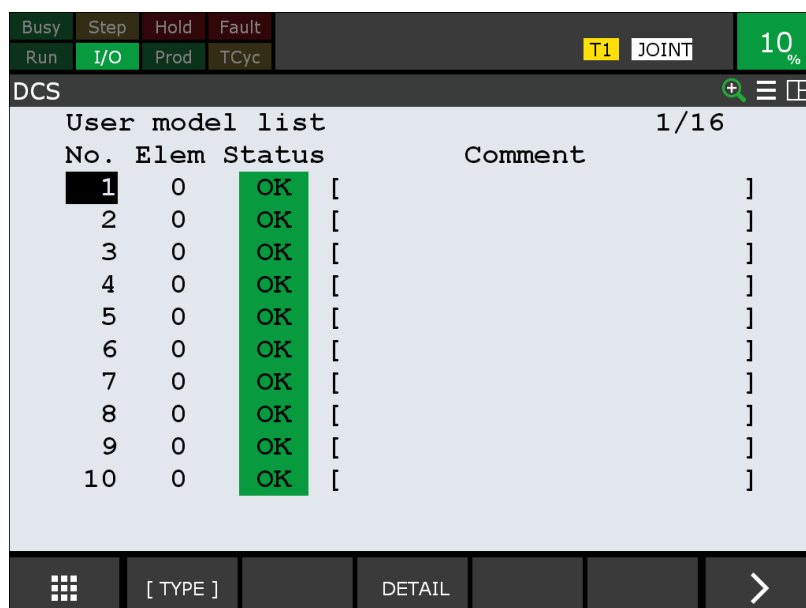 Busy Step Hold Fault
Run I/O Prod TCyc T1 JOINT 10%
DCS
User model list 1/16
No. Elem Status Comment
1 0 OK [ ]
2 0 OK [ ]
3 0 OK [ ]
4 0 OK [ ]
5 0 OK [ ]
6 0 OK [ ]
7 0 OK [ ]
8 0 OK [ ]
9 0 OK [ ]
10 0 OK [ ]
[ TYPE ] DETAIL >